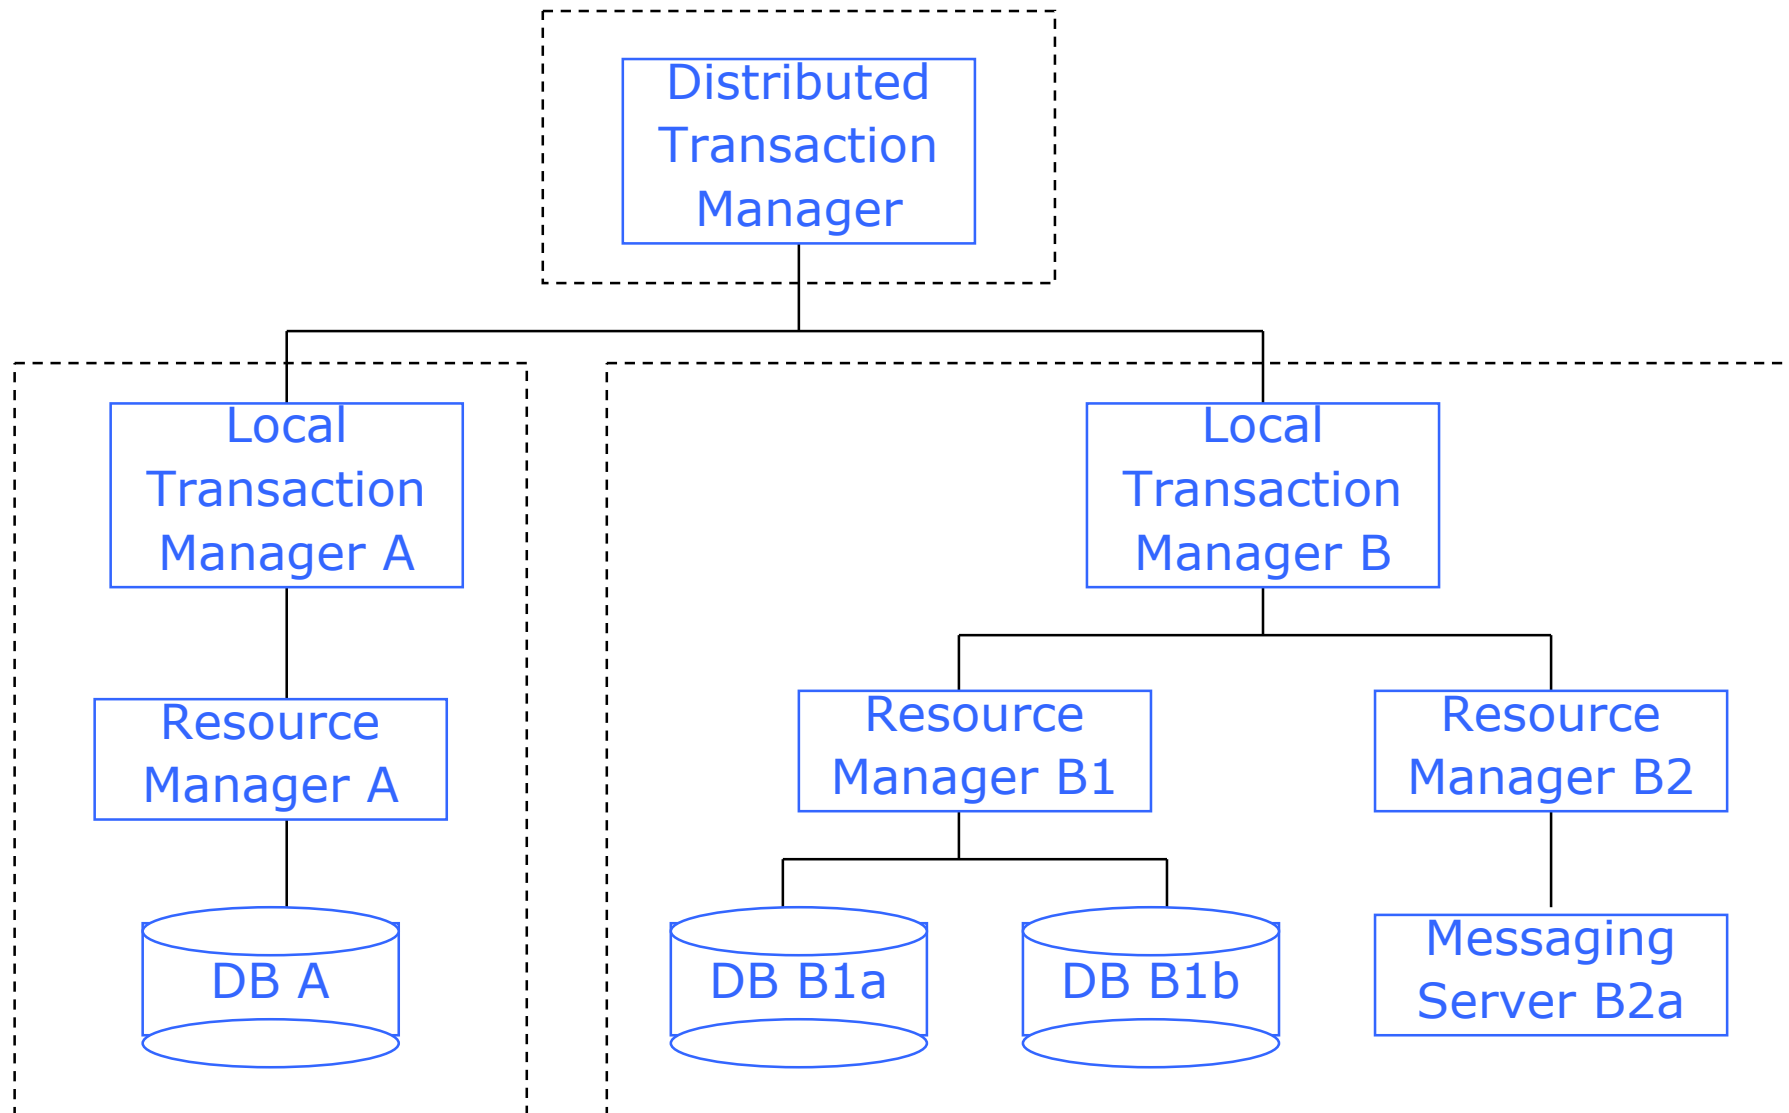 Distributed
Transaction
Manager
Local
Transaction
Manager A
Local
Transaction
Manager B
Resource
Manager A
Resource
Manager B1
Resource
Manager B2
DB A
DB B1a
DB B1b
Messaging
Server B2a